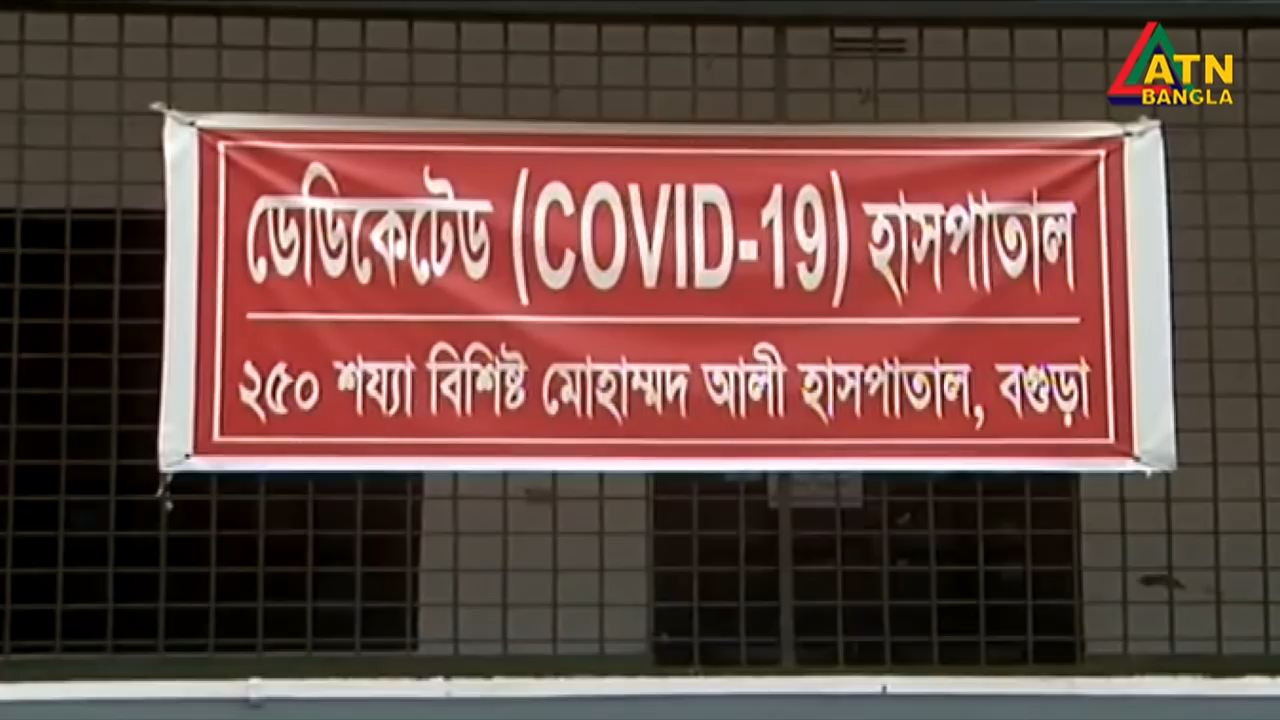 ATN
BANGLA
ডেডিকেটেড (COVID-19) হাসপাতাল
২৫০ শয্যা বিশিষ্ট মোহাম্মদ আলী হাসপাতাল, বগুড়া